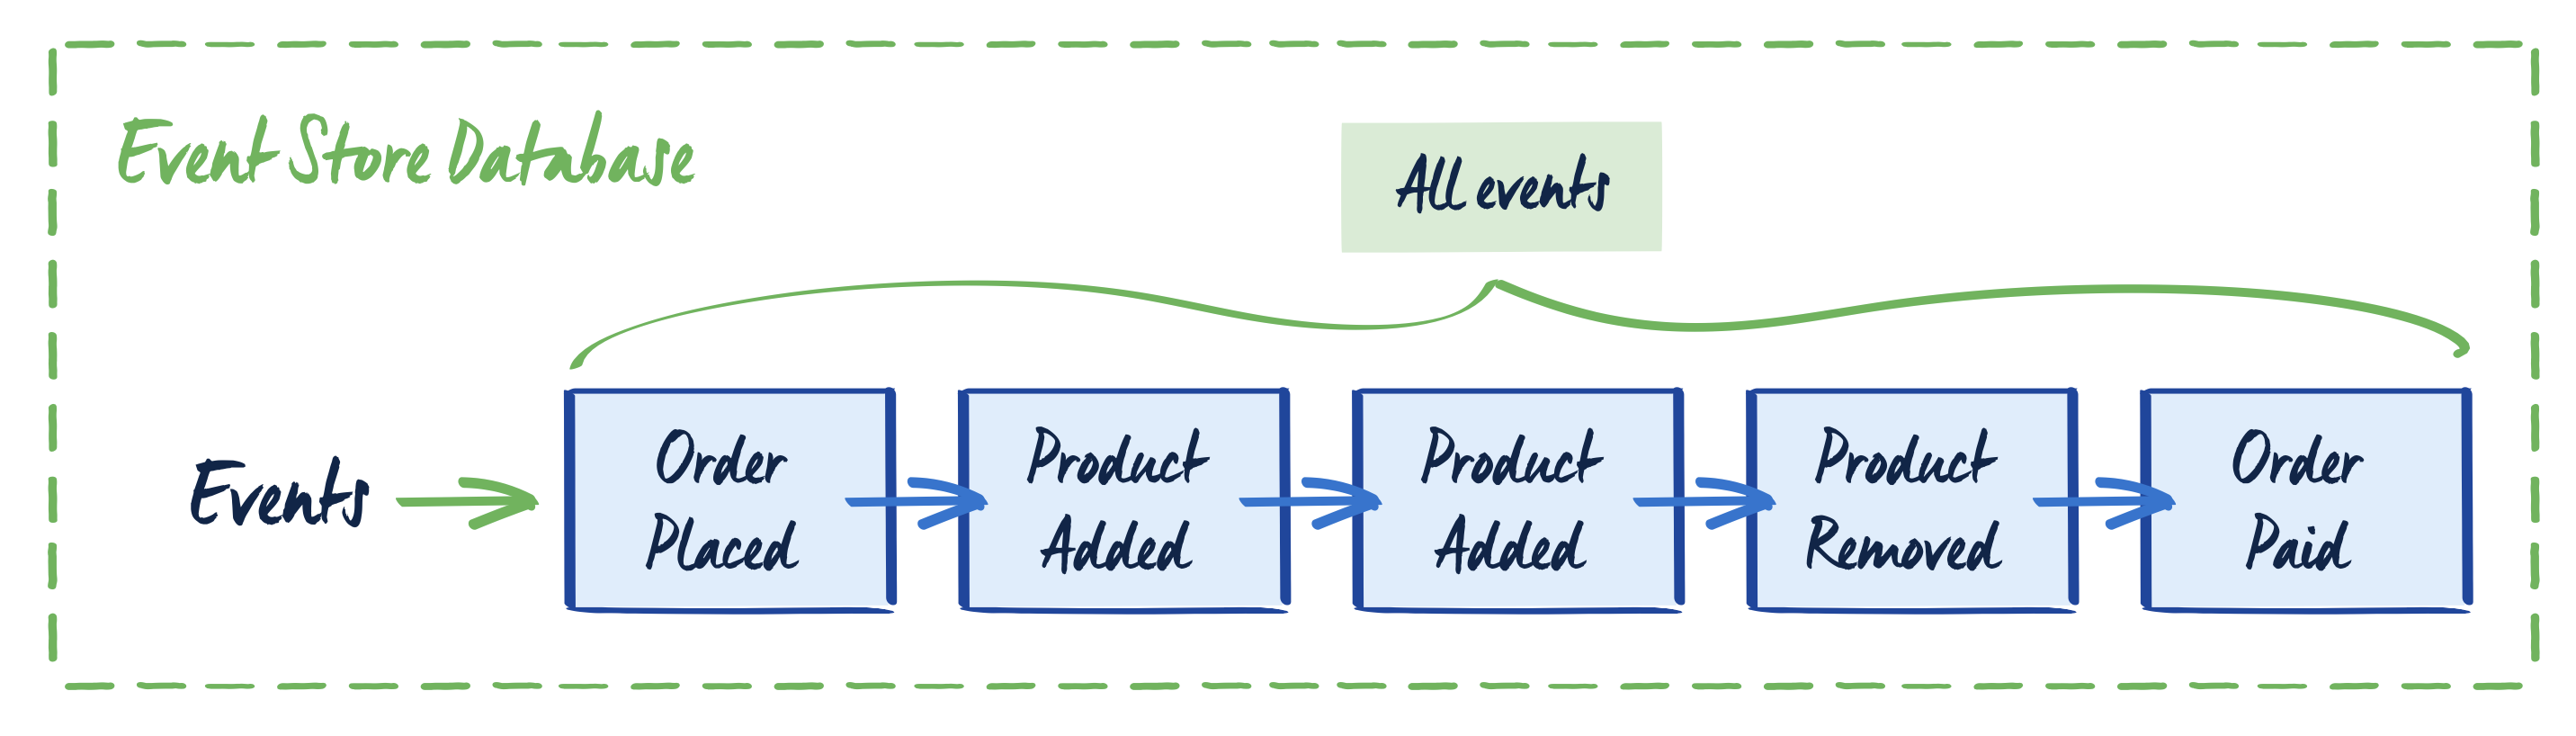 Event Store Database
All events
Events
Order
Placed
Product
Added
Product
Added
Product
Removed
Order
Paid